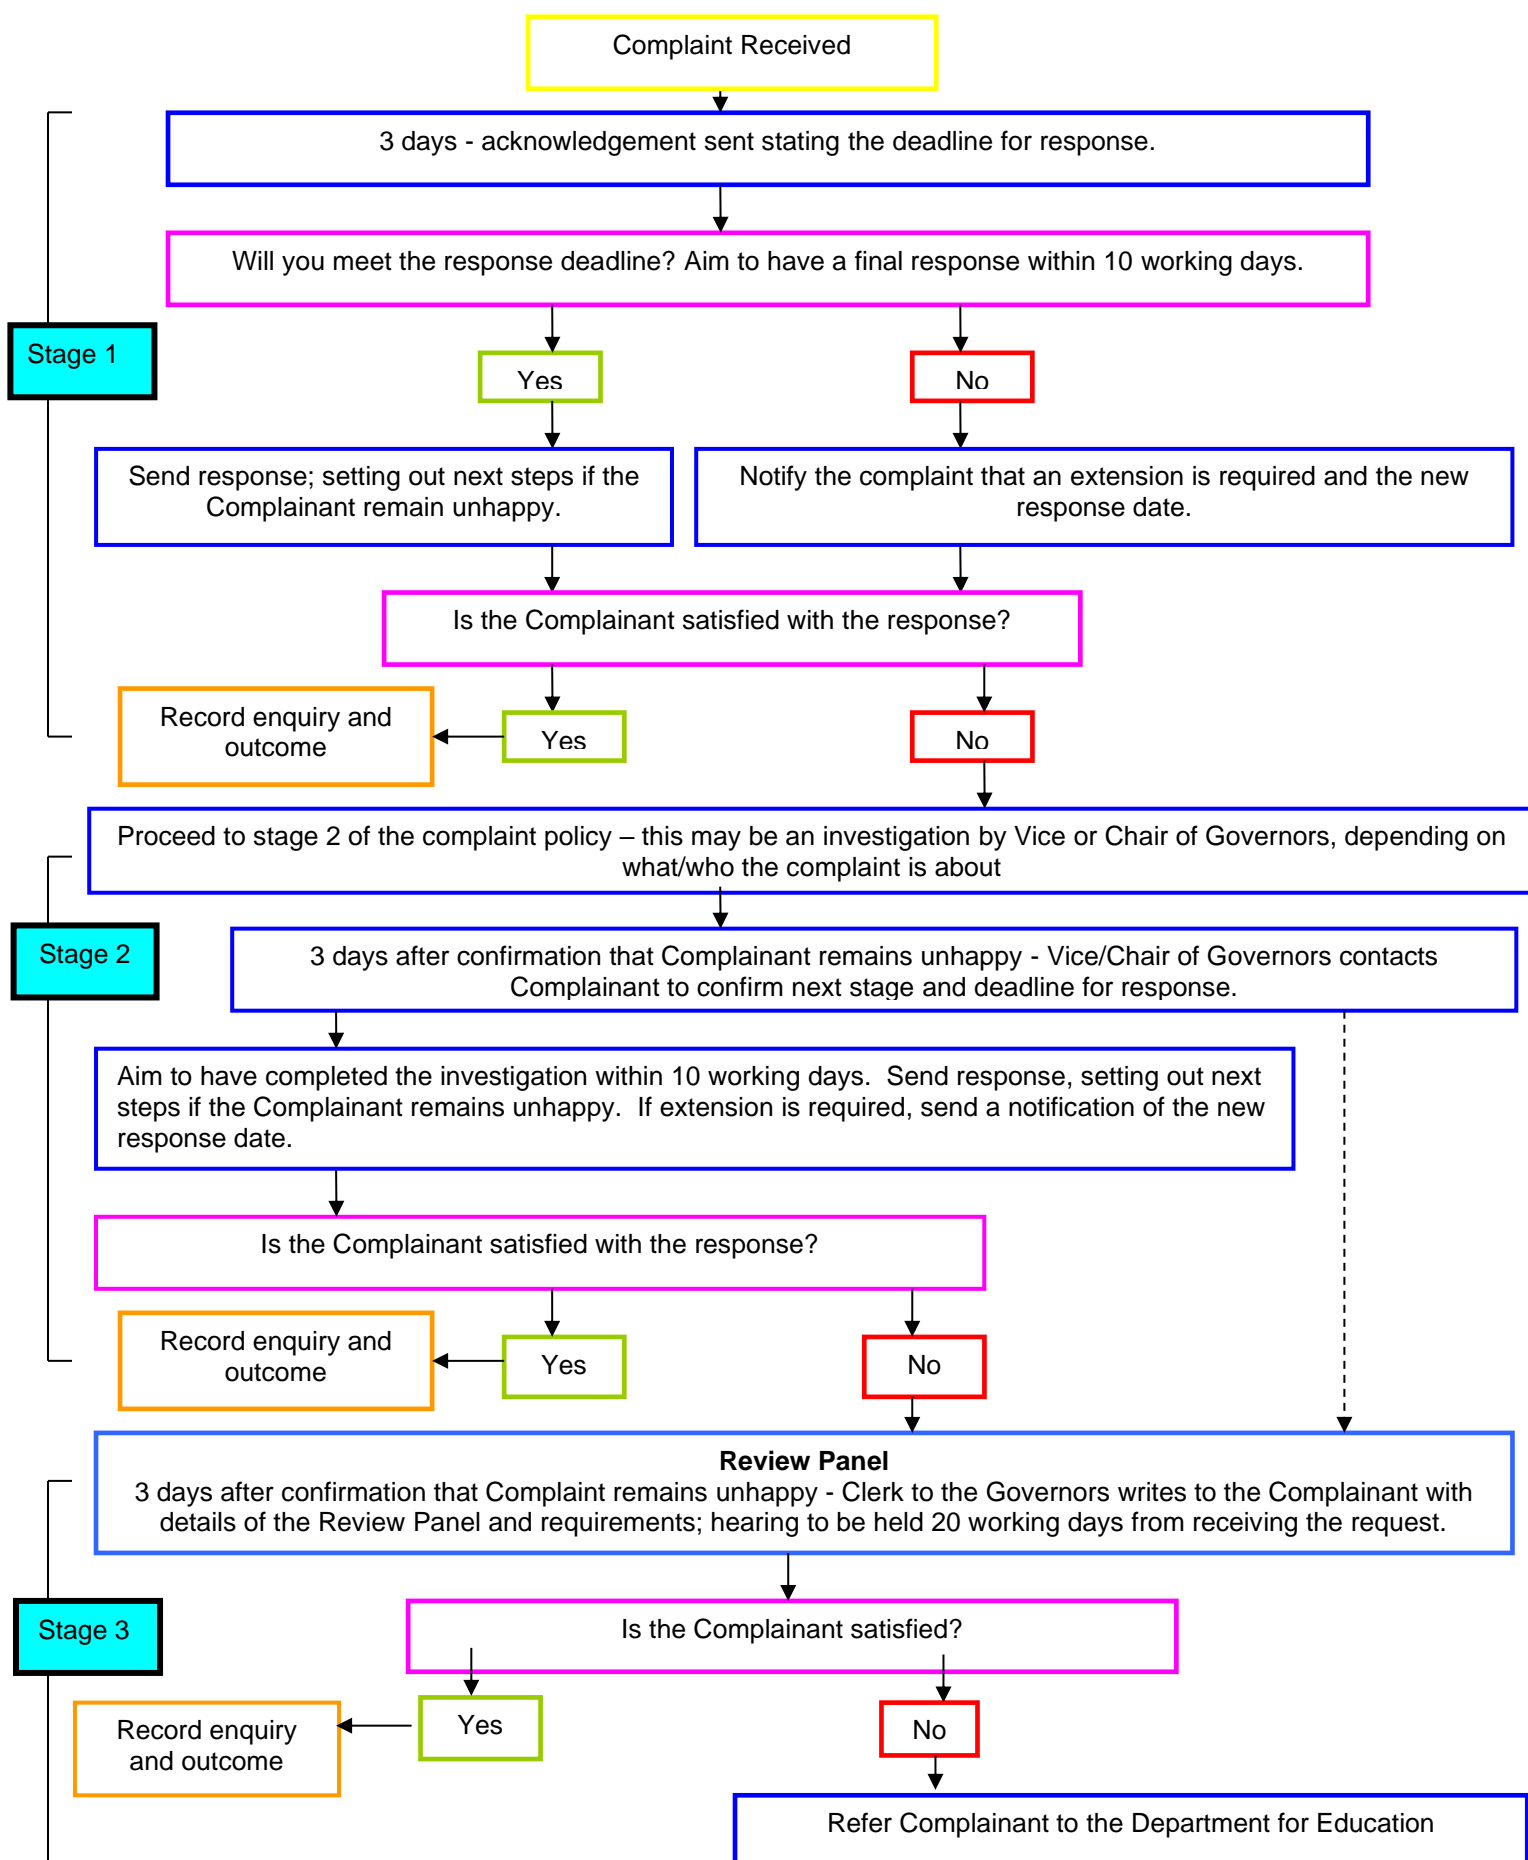 Complaint Received
3 days - acknowledgement sent stating the deadline for response.
Will you meet the response deadline? Aim to have a final response within 10 working days.
Stage 1
Yes
No
Send response; setting out next steps if the
Complainant remain unhappy.
Notify the complaint that an extension is required and the new
response date.
Is the Complainant satisfied with the response?
Record enquiry and
outcome
Yes
No
Proceed to stage 2 of the complaint policy – this may be an investigation by Vice or Chair of Governors, depending on
what/who the complaint is about
Stage 2
3 days after confirmation that Complainant remains unhappy - Vice/Chair of Governors contacts
Complainant to confirm next stage and deadline for response.
Aim to have completed the investigation within 10 working days.  Send response, setting out next
steps if the Complainant remains unhappy.  If extension is required, send a notification of the new
response date.
Is the Complainant satisfied with the response?
Record enquiry and
outcome
Yes
No
Review Panel
3 days after confirmation that Complaint remains unhappy - Clerk to the Governors writes to the Complainant with
details of the Review Panel and requirements; hearing to be held 20 working days from receiving the request.
Stage 3
Is the Complainant satisfied?
Record enquiry
and outcome
Yes
No
Refer Complainant to the Department for Education